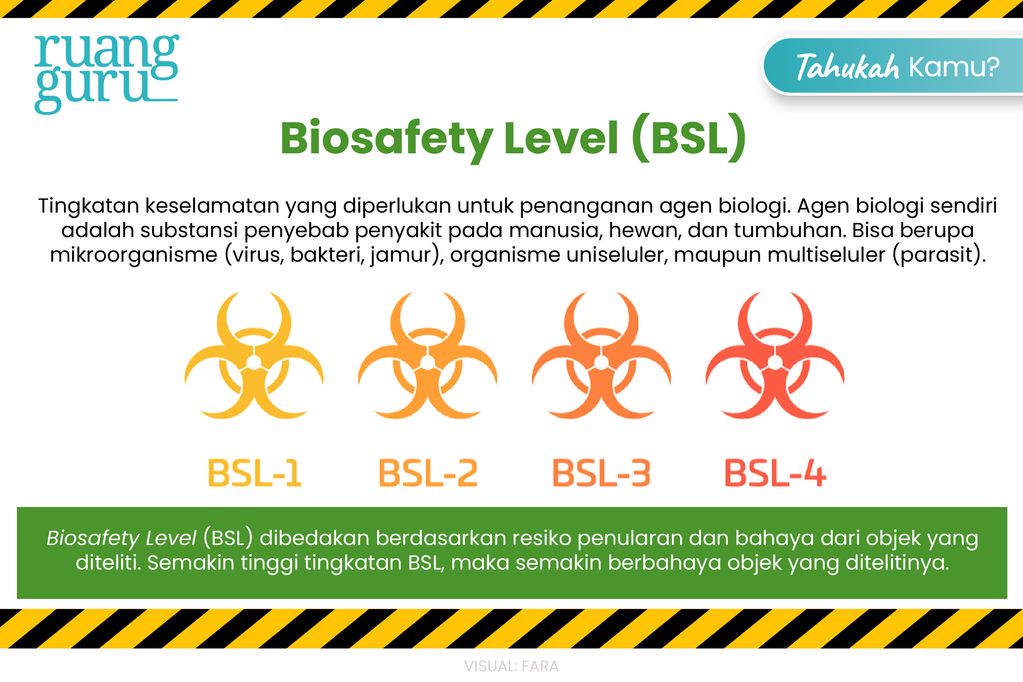 ruang
guru
Tahukah Kamu?
Biosafety Level (BSL)
Tingkatan keselamatan yang diperlukan untuk penanganan agen biologi. Agen biologi sendiri
adalah substansi penyebab penyakit pada manusia, hewan, dan tumbuhan. Bisa berupa
mikroorganisme (virus, bakteri, jamur), organisme uniseluler, maupun multiseluler (parasit).
BSL-1
BSL-2
BSL-3
BSL-4
Biosafety Level (BSL) dibedakan berdasarkan resiko penularan dan bahaya dari objek yang
diteliti. Semakin tinggi tingkatan BSL, maka semakin berbahaya objek yang ditelitinya.
VISUAL: FARA